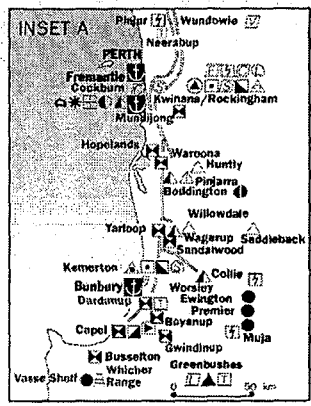 INSET A
Pinjar
Wundowie
Neerabup
PERTH
Fremantle
Cockburn
Kwinana/Rockingham
Mundijong
Hopelands
Waroona
Huntly
Pinjarra
Boddington
Willowdale
Yarloop
Wagerup
Saddleback
Sandalwood
Kemerton
Collie
Bunbury
Worsley
Ewington
Dardanup
Premier
Boyanup
Capel
Muja
Gwindinup
Busselton
Greenbushes
Vasse Shelf
Whicher
Range
0 50 km